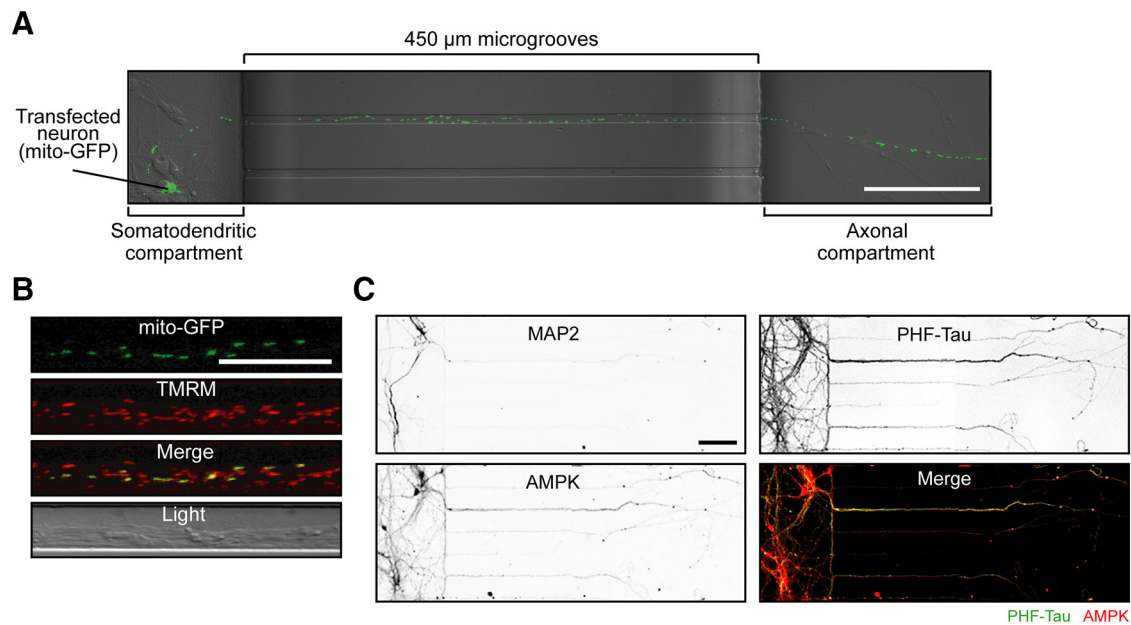 A
450 µm microgrooves
Transfected
neuron
(mito-GFP)
Somatodendritic
compartment
Axonal
compartment
B
mito-GFP
TMRM
Merge
Light
C
MAP2
PHF-Tau
AMPK
Merge
PHF-Tau AMPK